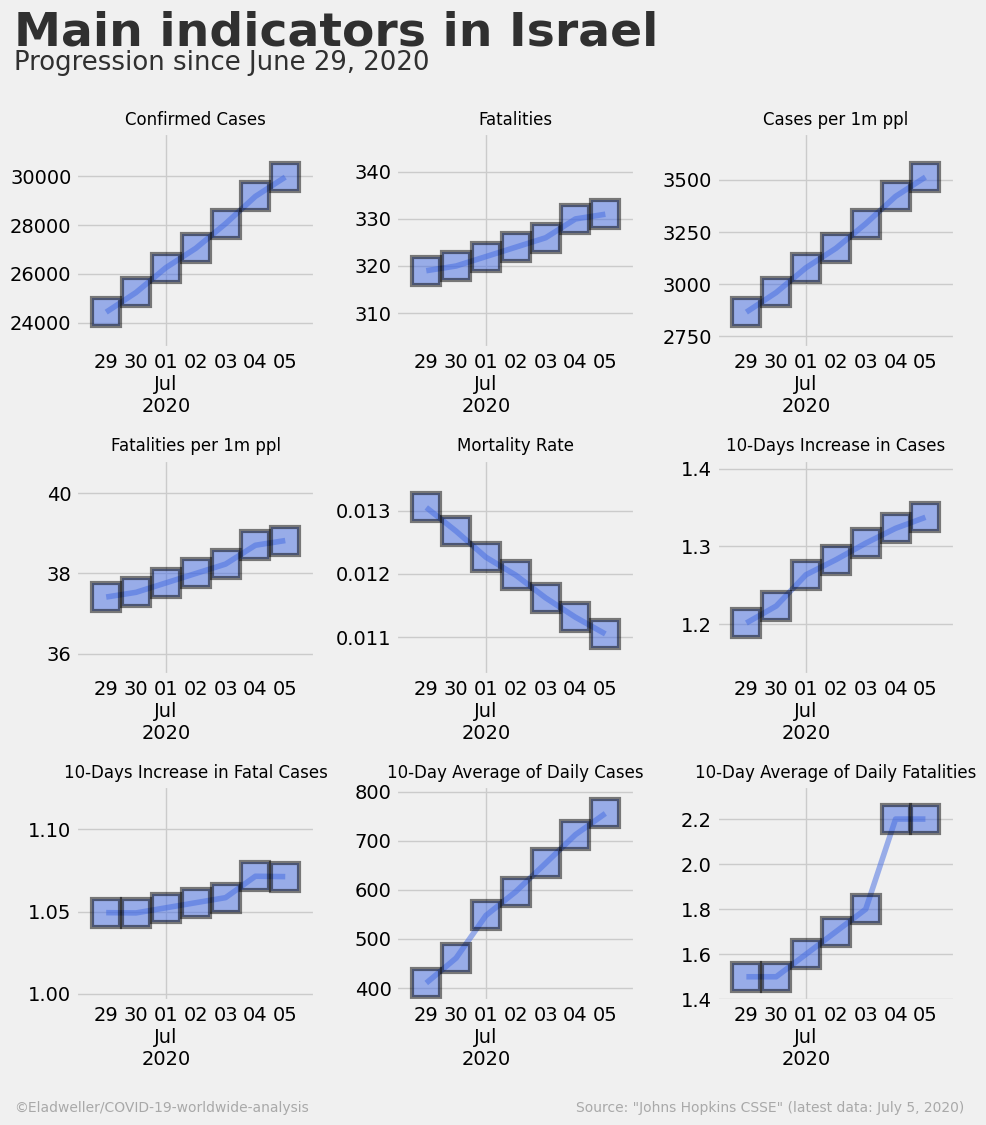 Main indicators in Israel
Progression since June 29, 2020
Confirmed Cases
30000
28000
26000
24000
29 30 01 02 03 04 05
Jul
2020
Fatalities
340
330
320
310
29 30 01 02 03 04 05
Jul
2020
Cases per 1m ppl
3500
3250
3000
2750
29 30 01 02 03 04 05
Jul
2020
Fatalities per 1m ppl
40
38
36
29 30 01 02 03 04 05
Jul
2020
Mortality Rate
0.013
0.012
0.011
29 30 01 02 03 04 05
Jul
2020
10-Days Increase in Cases
1.4
1.3
1.2
29 30 01 02 03 04 05
Jul
2020
10-Days Increase in Fatal Cases
1.10
1.05
1.00
29 30 01 02 03 04 05
Jul
2020
10-Day Average of Daily Cases
800
700
600
500
400
29 30 01 02 03 04 05
Jul
2020
10-Day Average of Daily Fatalities
2.2
2.0
1.8
1.6
1.4
29 30 01 02 03 04 05
Jul
2020
©Eladweller/COVID-19-worldwide-analysis
Source: "Johns Hopkins CSSE" (latest data: July 5, 2020)